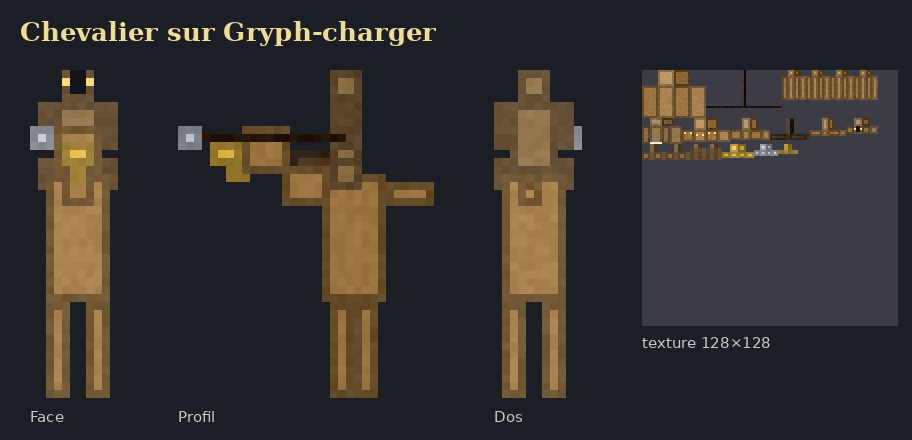 Chevalier sur Gryph-charger
texture 128×128
Face
Profil
Dos